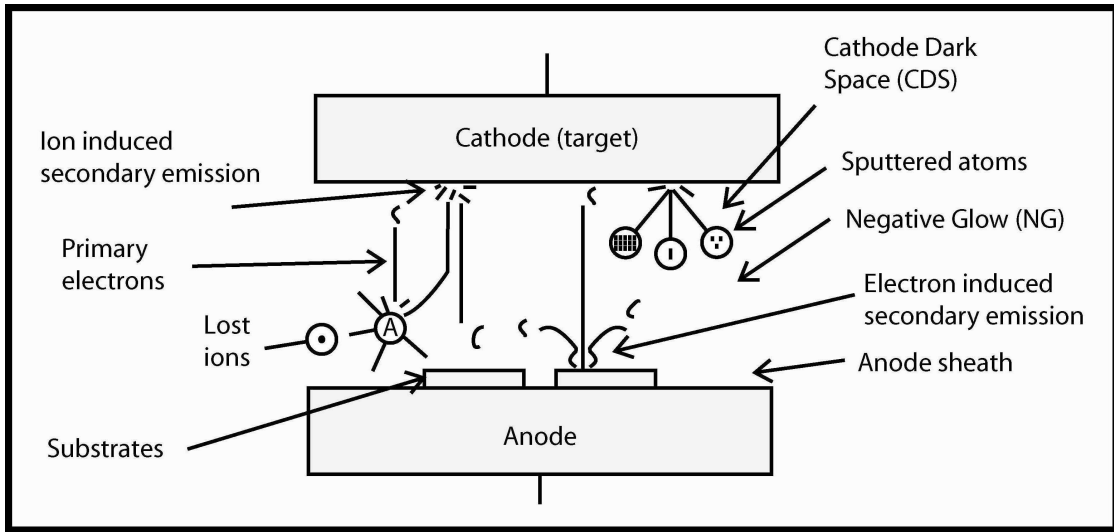 Cathode Dark
Space (CDS)
Cathode (target)
Ion induced
secondary emission
Sputtered atoms
Negative Glow (NG)
Primary
electrons
Electron induced
secondary emission
Lost
ions
A
Anode sheath
Substrates
Anode